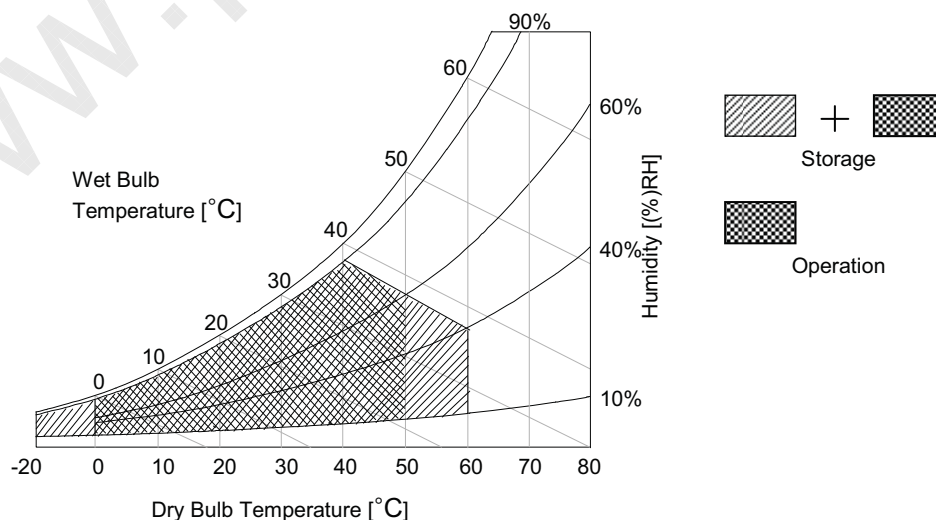 90%
60
60%
50
Wet Bulb
Temperature [°C]
40
40%
30
20
10
0
10%
Humidity [(%)RH]
-20 0 10 20 30 40 50 60 70 80
Dry Bulb Temperature [°C]
+
Storage
Operation